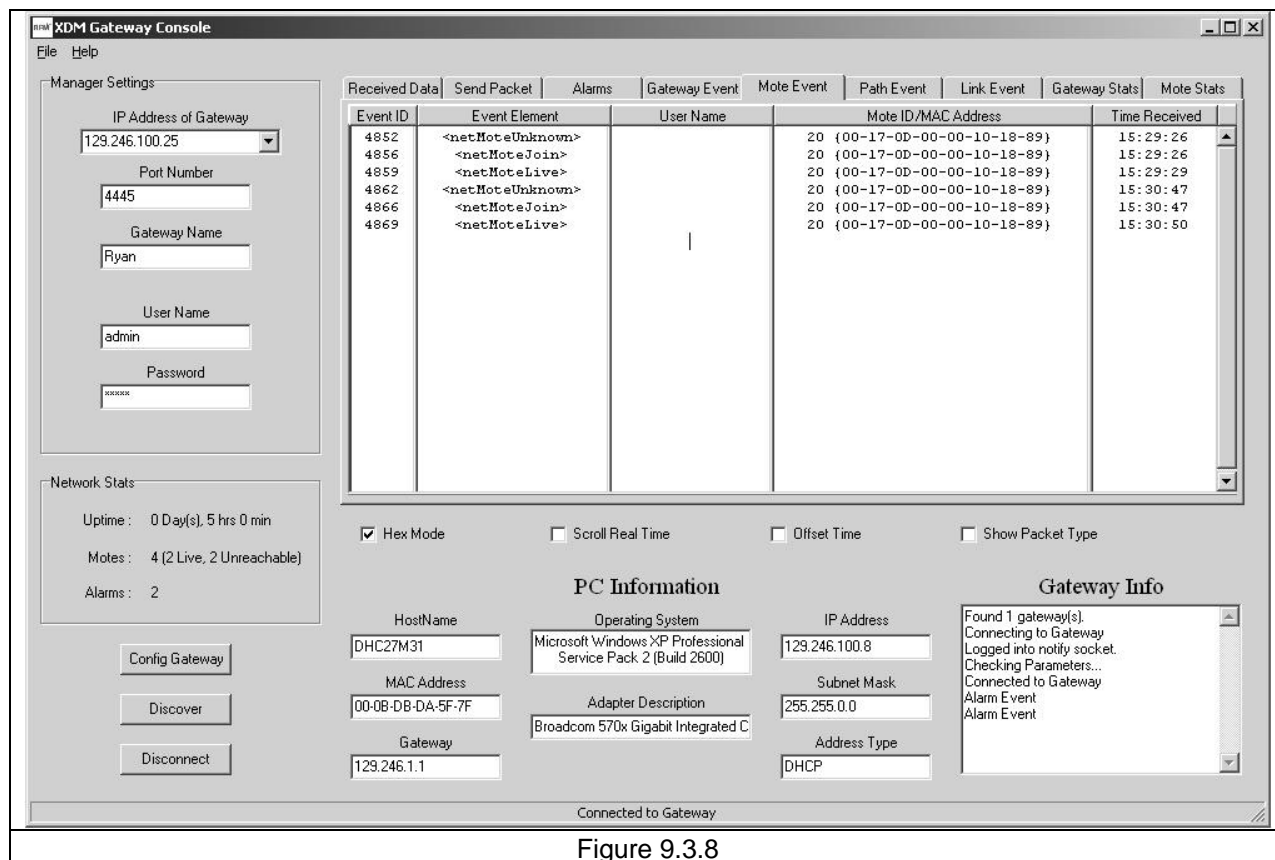 RFM XDM Gateway Console
File Help
Manager Settings
IP Address of Gateway
129.246.100.25
Port Number
4445
Gateway Name
Ryan
User Name
admin
Password
*****
Network Stats
Uptime : 0 Day(s), 5 hrs 0 min
Motes : 4 (2 Live, 2 Unreachable)
Alarms : 2
Config Gateway
Discover
Disconnect
Received Data Send Packet Alarms Gateway Event Mote Event Path Event Link Event Gateway Stats Mote Stats
Event ID Event Element User Name Mote ID/MAC Address Time Received
4852 <netMoteUnknown> 20 {00-17-0D-00-00-10-18-89} 15:29:26
4856 <netMoteJoin> 20 {00-17-0D-00-00-10-18-89} 15:29:26
4859 <netMoteLive> 20 {00-17-0D-00-00-10-18-89} 15:29:29
4862 <netMoteUnknown> 20 {00-17-0D-00-00-10-18-89} 15:30:47
4866 <netMoteJoin> 20 {00-17-0D-00-00-10-18-89} 15:30:47
4869 <netMoteLive> 20 {00-17-0D-00-00-10-18-89} 15:30:50
Hex Mode Scroll Real Time Offset Time Show Packet Type
PC Information
HostName
DHC27M31
MAC Address
00-0B-DB-DA-5F-7F
Gateway
129.246.1.1
Operating System
Microsoft Windows XP Professional
Service Pack 2 (Build 2600)
Adapter Description
Broadcom 570x Gigabit Integrated C
IP Address
129.246.100.8
Subnet Mask
255.255.0.0
Address Type
DHCP
Gateway Info
Found 1 gateway(s).
Connecting to Gateway
Logged into notify socket.
Checking Parameters...
Connected to Gateway
Alarm Event
Alarm Event
Connected to Gateway
Figure 9.3.8